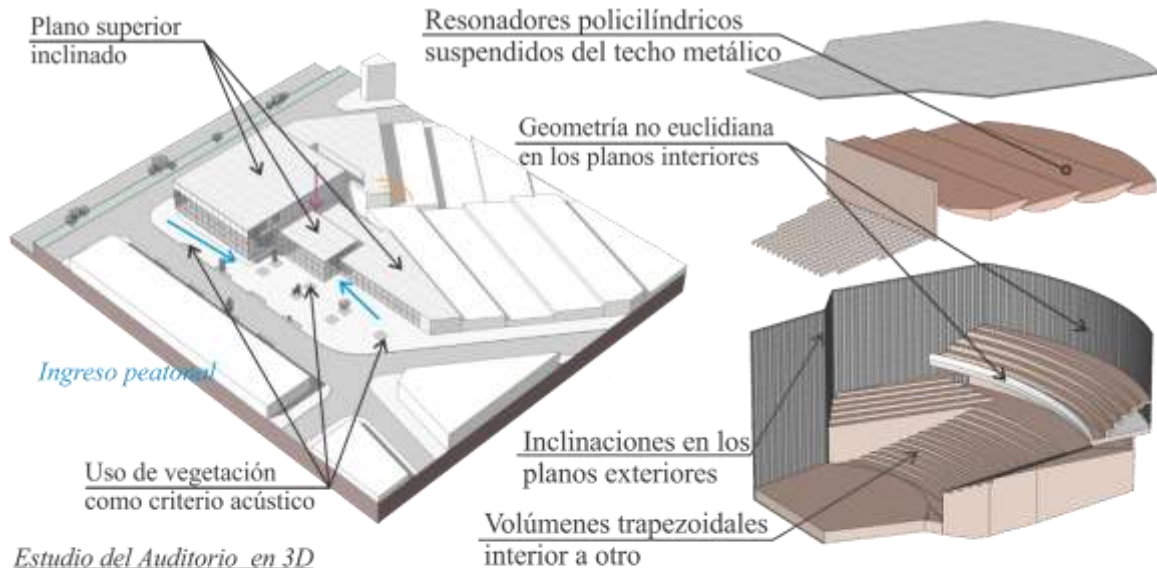 Plano superior
inclinado
Resonadores policilíndricos
suspendidos del techo metálico
Geometría no euclidiana
en los planos interiores
Ingreso peatonal
Inclinaciones en los
planos exteriores
Uso de vegetación
como criterio acústico
Volúmenes trapezoidales
interior a otro
Estudio del Auditorio en 3D